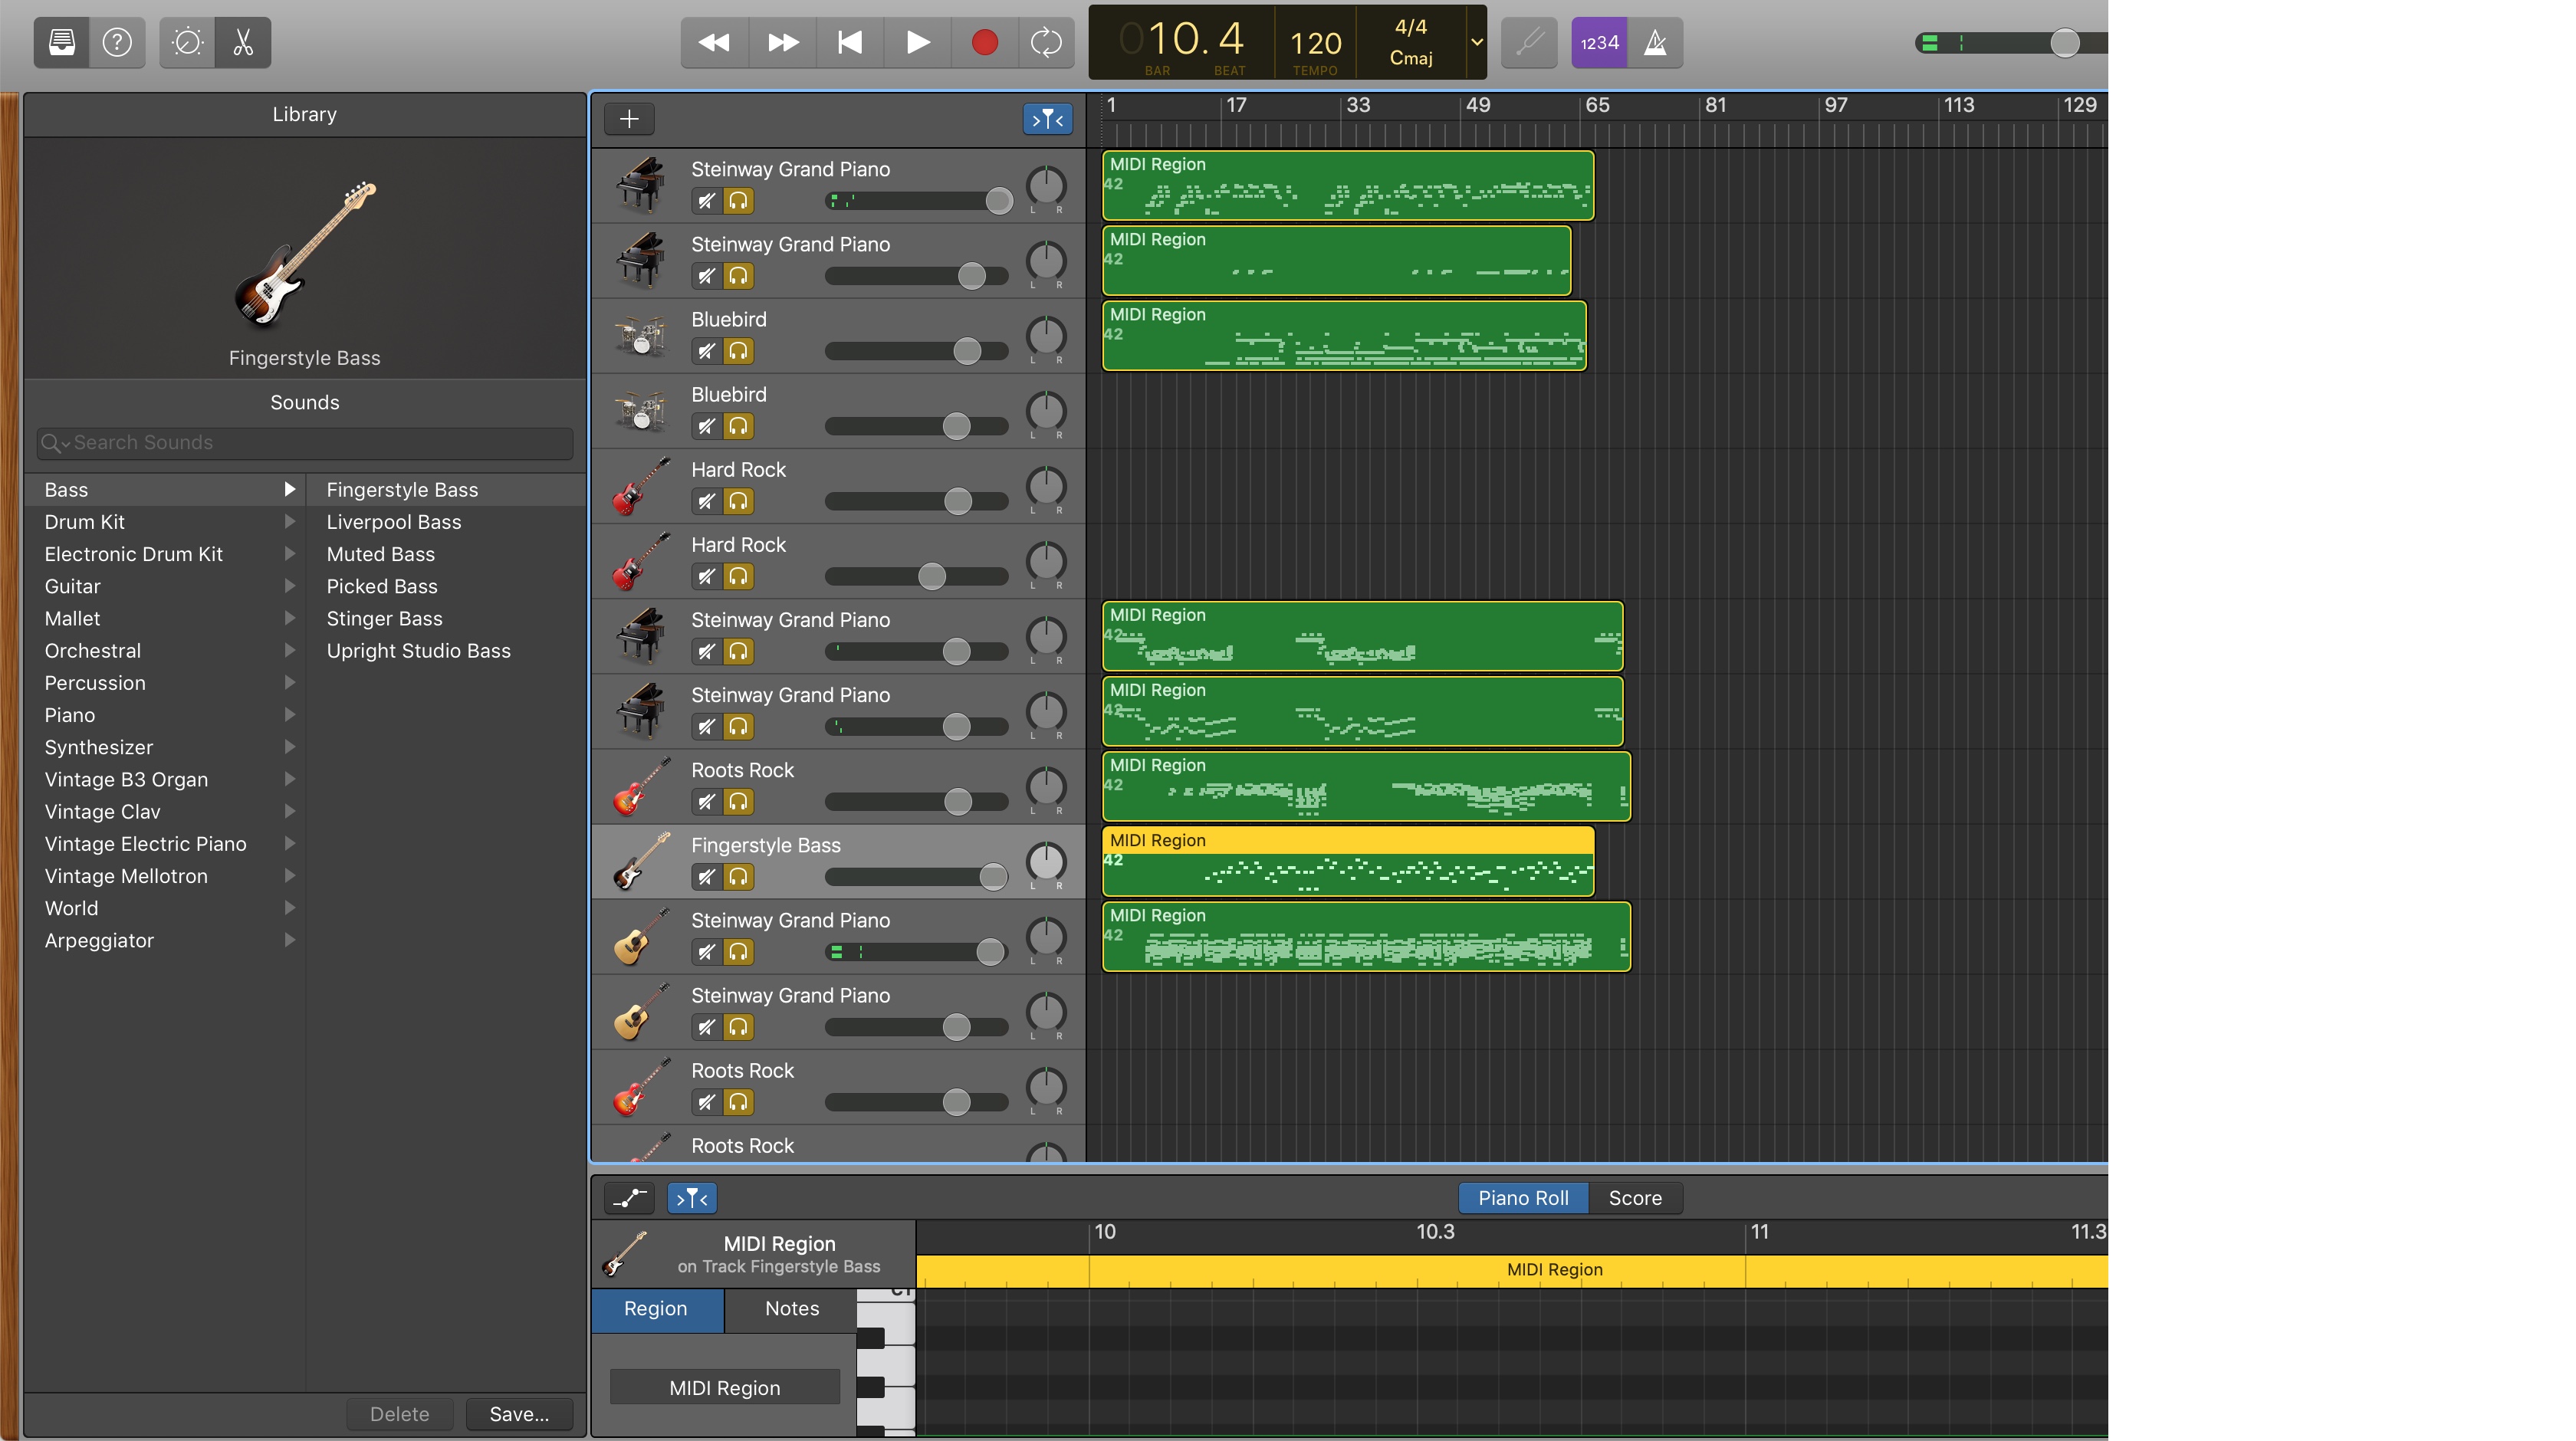 010. 4
BAR
BEAT
120
TEMPO
4/4
Cmaj
1234
Library
Fingerstyle Bass
Sounds
Search Sounds
Bass
Drum Kit
Electronic Drum Kit
Guitar
Mallet
Orchestral
Percussion
Piano
Synthesizer
Vintage B3 Organ
Vintage Clav
Vintage Electric Piano
Vintage Mellotron
World
Arpeggiator
Fingerstyle Bass
Liverpool Bass
Muted Bass
Picked Bass
Stinger Bass
Upright Studio Bass
Delete
Save...
1 17 33 49 65 81 97 113 129
Steinway Grand Piano
L R
MIDI Region
42
Steinway Grand Piano
L R
MIDI Region
42
Bluebird
L R
MIDI Region
42
Bluebird
L R
Hard Rock
L R
Hard Rock
L R
Steinway Grand Piano
L R
MIDI Region
42
Steinway Grand Piano
L R
MIDI Region
42
Roots Rock
L R
MIDI Region
42
Fingerstyle Bass
L R
MIDI Region
42
Steinway Grand Piano
L R
MIDI Region
42
Steinway Grand Piano
L R
Roots Rock
L R
Roots Rock
Piano Roll
Score
MIDI Region
on Track Fingerstyle Bass
10 10.3 11 11.3
MIDI Region
Region
Notes
MIDI Region